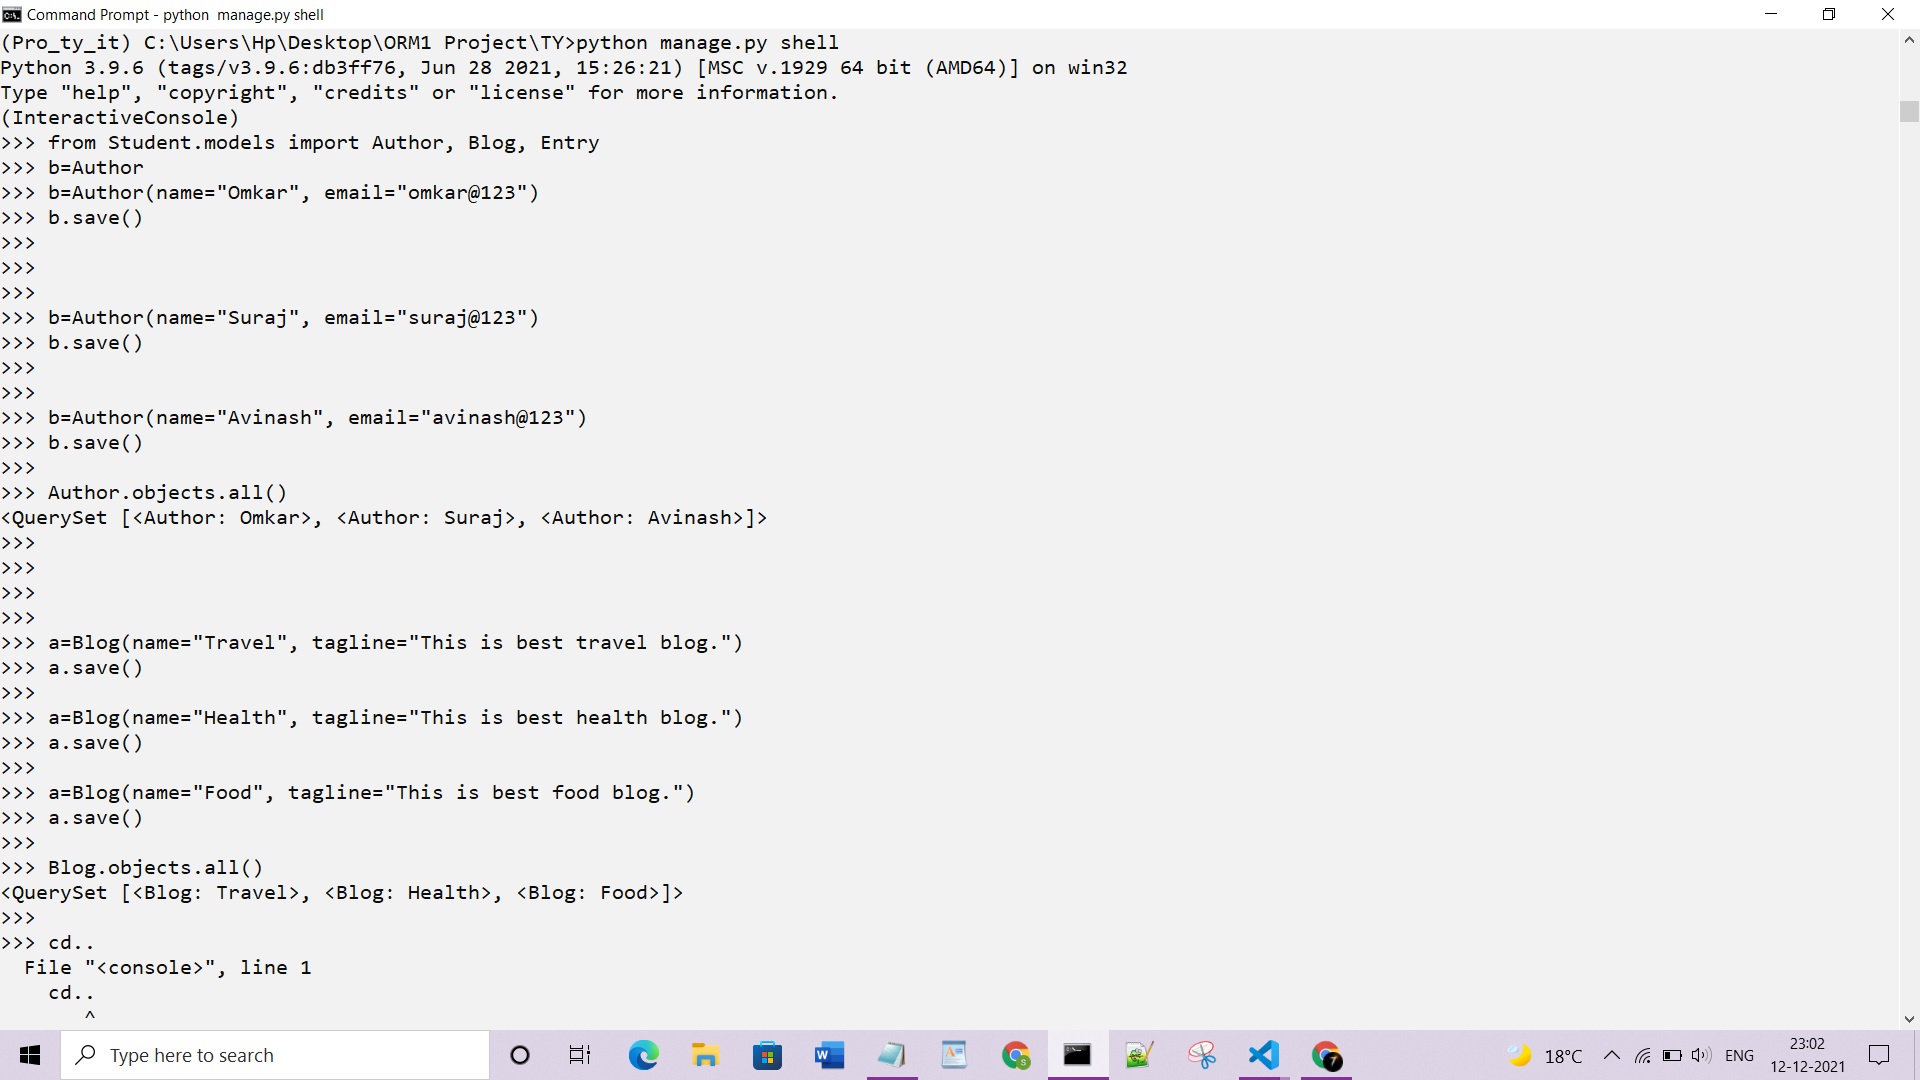 Command Prompt - python  manage.py shell
(Pro_ty_it) C:\Users\Hp\Desktop\ORM1 Project\TY>python manage.py shell
Python 3.9.6 (tags/v3.9.6:db3ff76, Jun 28 2021, 15:26:21) [MSC v.1929 64 bit (AMD64)] on win32
Type "help", "copyright", "credits" or "license" for more information.
(InteractiveConsole)
>>> from Student.models import Author, Blog, Entry
>>> b=Author
>>> b=Author(name="Omkar", email="omkar@123")
>>> b.save()
>>>
>>>
>>>
>>> b=Author(name="Suraj", email="suraj@123")
>>> b.save()
>>>
>>>
>>> b=Author(name="Avinash", email="avinash@123")
>>> b.save()
>>>
>>> Author.objects.all()
<QuerySet [<Author: Omkar>, <Author: Suraj>, <Author: Avinash>]>
>>>
>>>
>>>
>>>
>>> a=Blog(name="Travel", tagline="This is best travel blog.")
>>> a.save()
>>>
>>> a=Blog(name="Health", tagline="This is best health blog.")
>>> a.save()
>>>
>>> a=Blog(name="Food", tagline="This is best food blog.")
>>> a.save()
>>>
>>> Blog.objects.all()
<QuerySet [<Blog: Travel>, <Blog: Health>, <Blog: Food>]>
>>>
>>> cd..
  File "<console>", line 1
    cd..
       ^
Type here to search
18°C
ENG
23:02
12-12-2021